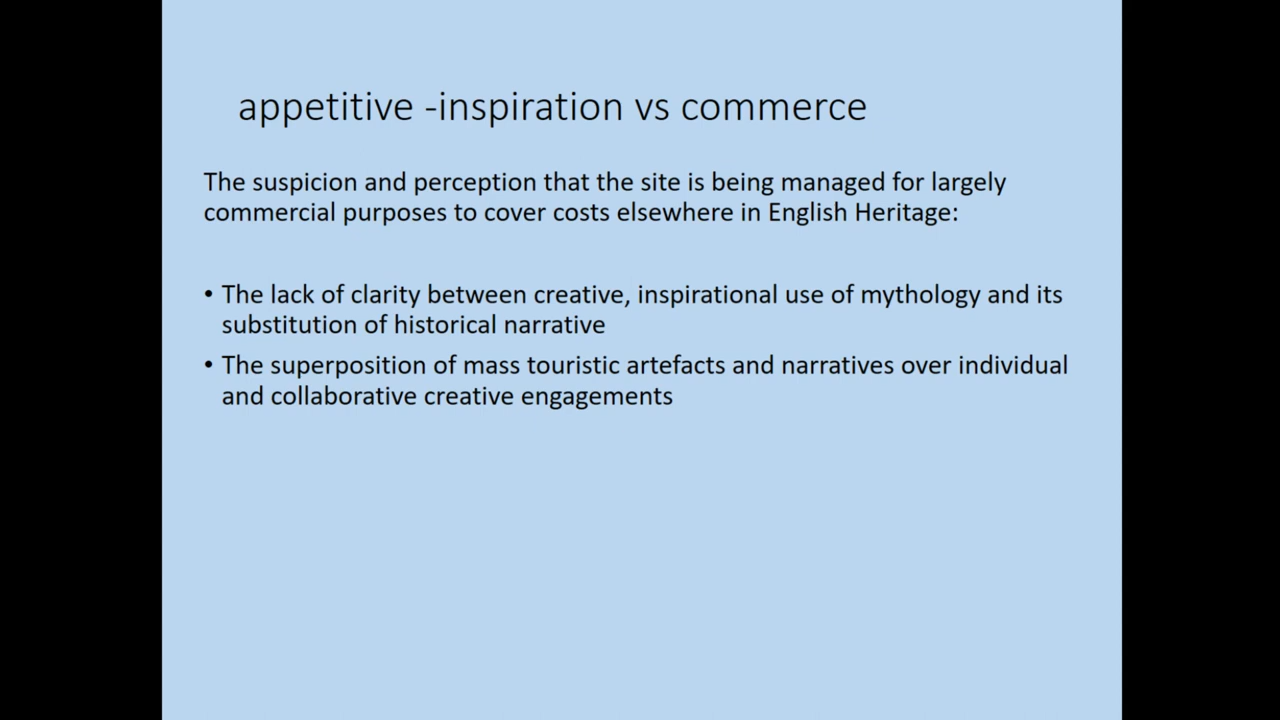 appetitive -inspiration vs commerce
The suspicion and perception that the site is being managed for largely
commercial purposes to cover costs elsewhere in English Heritage:
• The lack of clarity between creative, inspirational use of mythology and its
substitution of historical narrative
• The superposition of mass touristic artefacts and narratives over individual
and collaborative creative engagements